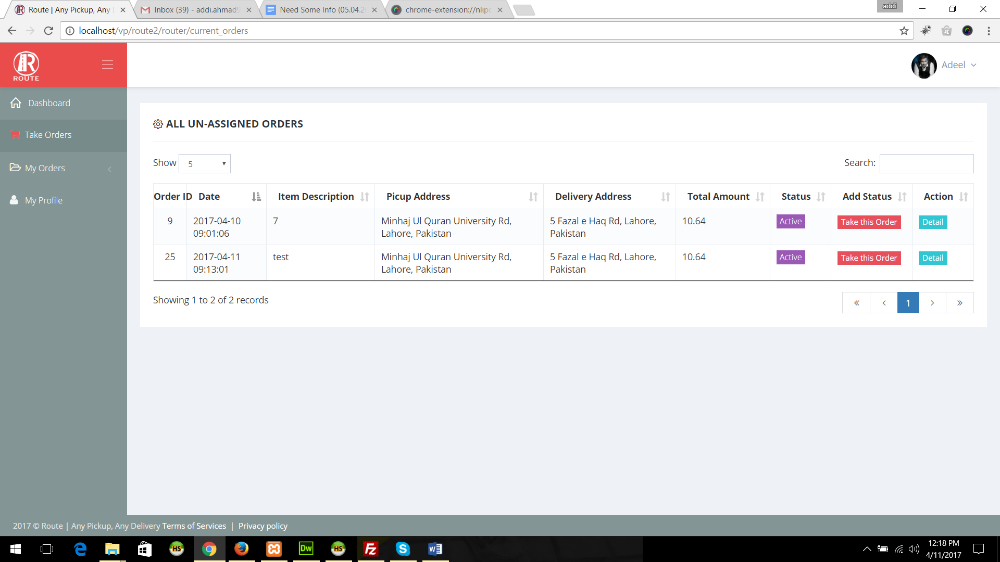 Route | Any Pickup, Any D
Inbox (39) - addi.ahmad9
Need Some Info (05.04.2
chrome-extension://nlipo
addi
localhost/vp/route2/router/current_orders
R
ROUTE
Adeel
Dashboard
Take Orders
My Orders
My Profile
ALL UN-ASSIGNED ORDERS
Show 5
Search:
Order ID Date Item Description Picup Address Delivery Address Total Amount Status Add Status Action
9 2017-04-10 09:01:06 7 Minhaj Ul Quran University Rd, Lahore, Pakistan 5 Fazal e Haq Rd, Lahore, Pakistan 10.64 Active Take this Order Detail
25 2017-04-11 09:13:01 test Minhaj Ul Quran University Rd, Lahore, Pakistan 5 Fazal e Haq Rd, Lahore, Pakistan 10.64 Active Take this Order Detail
Showing 1 to 2 of 2 records
« ‹ 1 › »
2017 © Route | Any Pickup, Any Delivery Terms of Services | Privacy policy
HS
Dw
HS
Fz
S
W
12:18 PM
4/11/2017